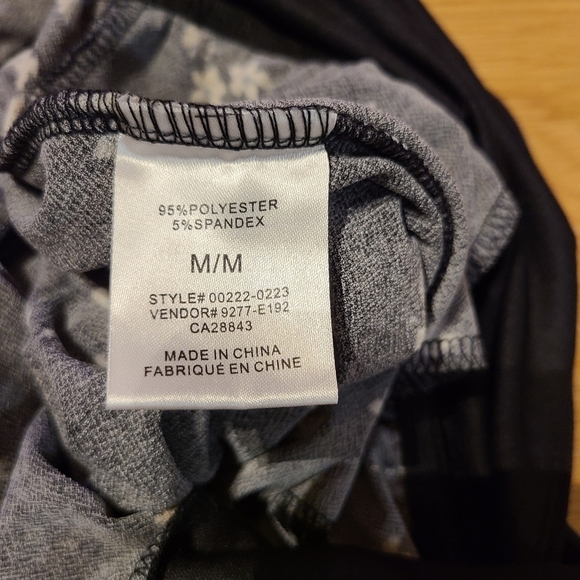 95%POLYESTER
5%SPANDEX
M/M
STYLE# 00222-0223
VENDOR# 9277-E192
CA28843
MADE IN CHINA
FABRIQUÉ EN CHINE